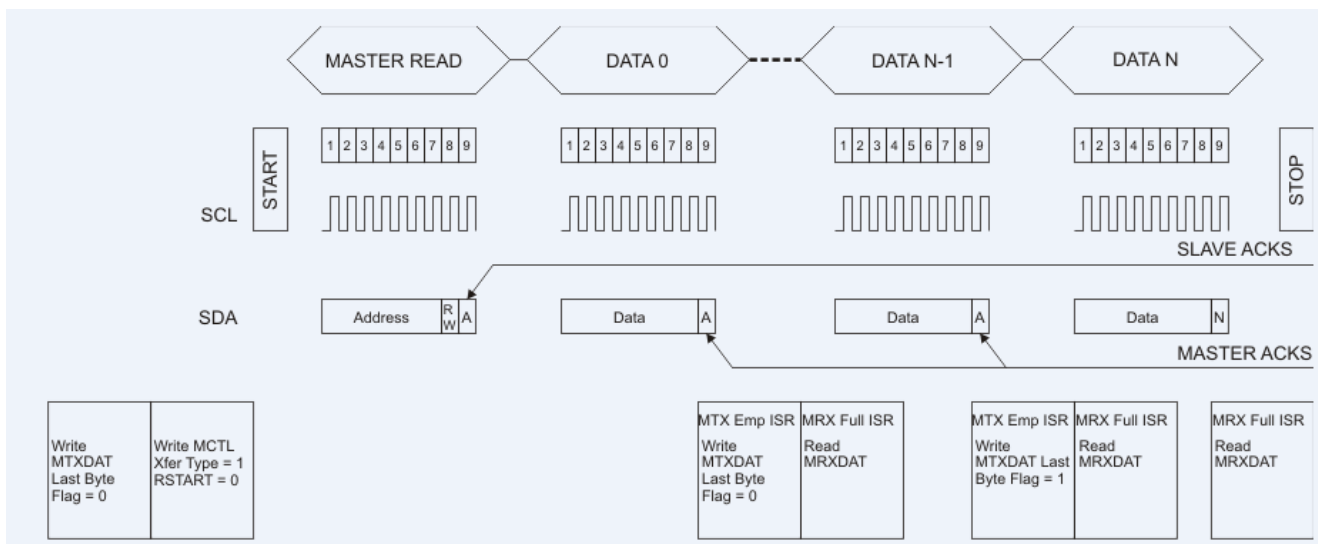 MASTER READ
DATA 0
DATA N-1
DATA N
START
1 2 3 4 5 6 7 8 9
1 2 3 4 5 6 7 8 9
1 2 3 4 5 6 7 8 9
1 2 3 4 5 6 7 8 9
STOP
SCL
SLAVE ACKS
SDA
Address
R
W
A
Data
A
Data
A
Data
N
MASTER ACKS
Write
MTXDAT
Last Byte
Flag = 0
Write MCTL
Xfer Type = 1
RSTART = 0
MTX Emp ISR
Write
MTXDAT
Last Byte
Flag = 0
MRX Full ISR
Read
MRXDAT
MTX Emp ISR
Write
MTXDAT Last
Byte Flag = 1
MRX Full ISR
Read
MRXDAT
MRX Full ISR
Read
MRXDAT